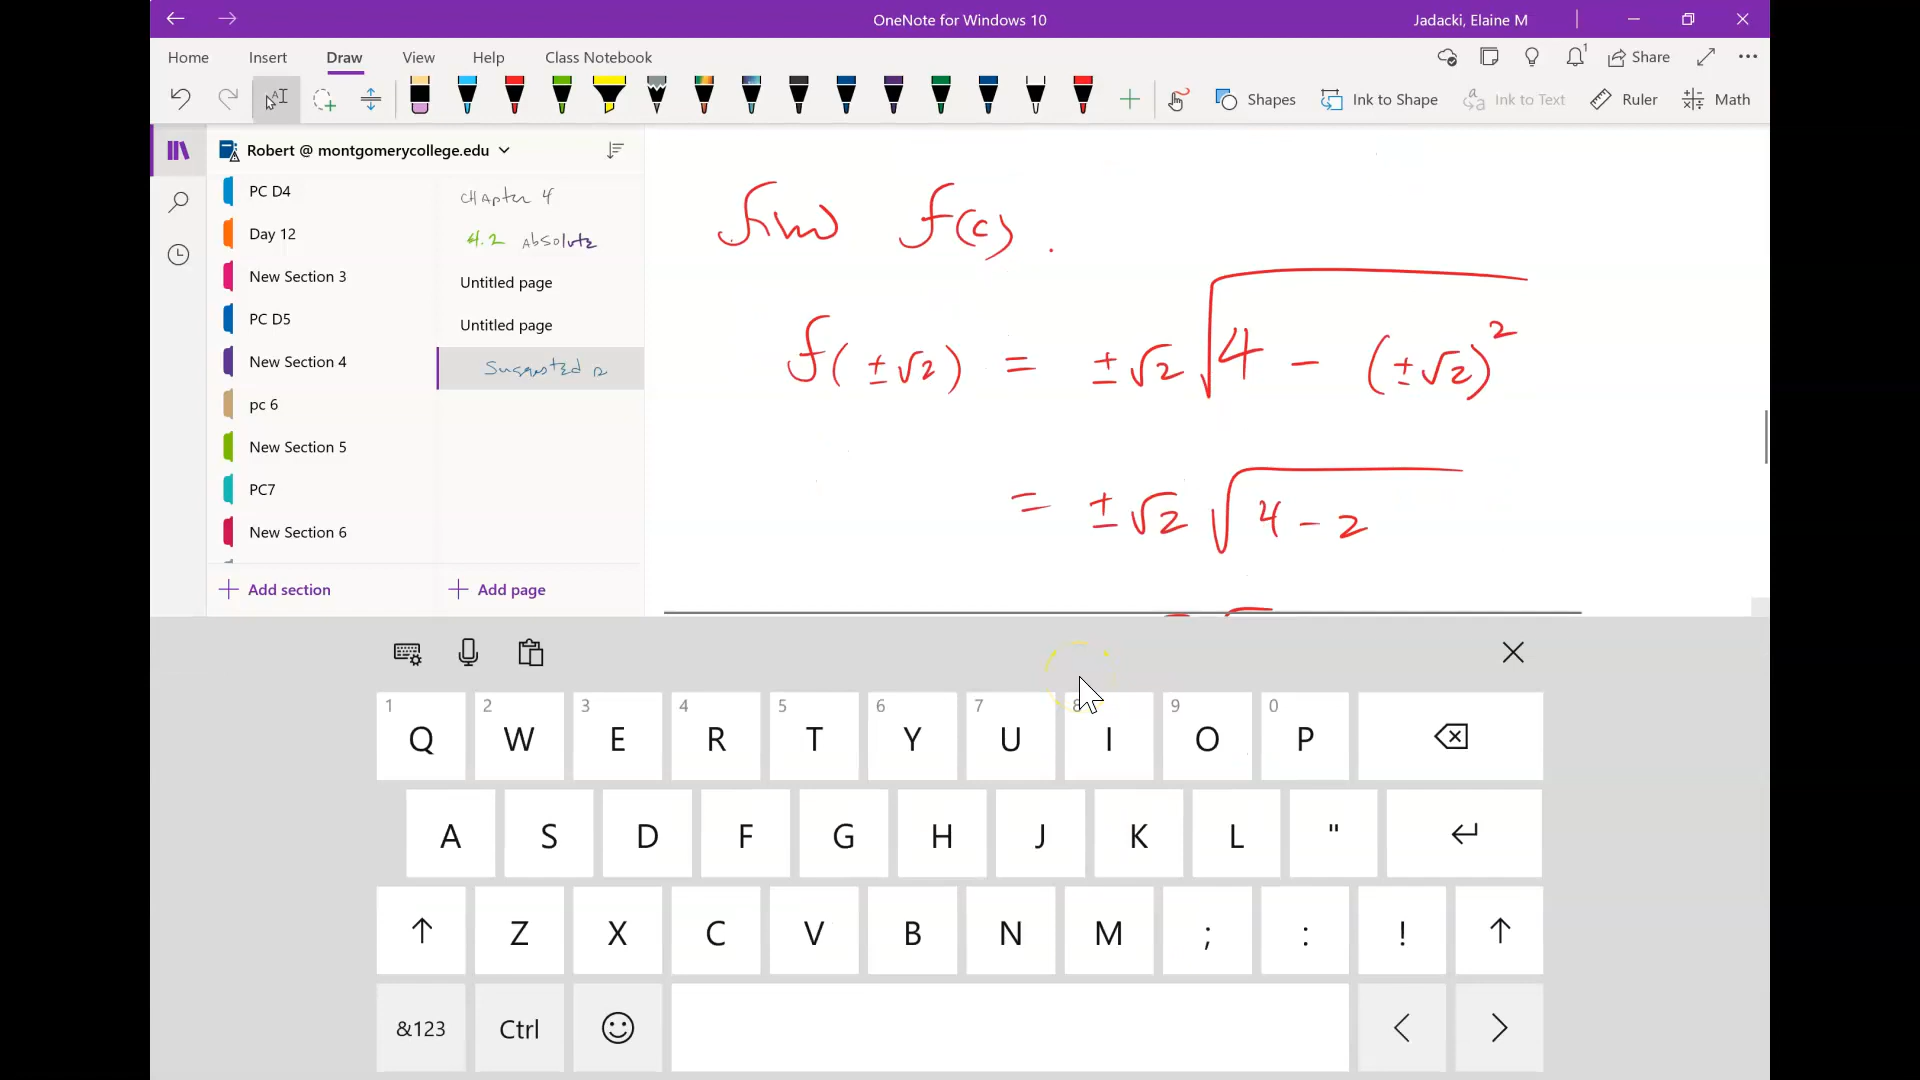 OneNote for Windows 10
Jadacki, Elaine M
Home Insert Draw View Help Class Notebook
1 Share
Shapes Ink to Shape Ink to Text Ruler Math
Robert @ montgomerycollege.edu
PC D4
Day 12
New Section 3
PC D5
New Section 4
pc 6
New Section 5
PC7
New Section 6
Add section
CHApter 4
4.2 Absolute
Untitled page
Untitled page
Suggested
Add page
find f(c).
f(±√2) = ±√2 √4 - (±√2)²
= ±√2 √4 - 2
1 2 3 4 5 6 7 8 9 0
Q W E R T Y U I O P
A S D F G H J K L "
Z X C V B N M ; : !
&123 Ctrl